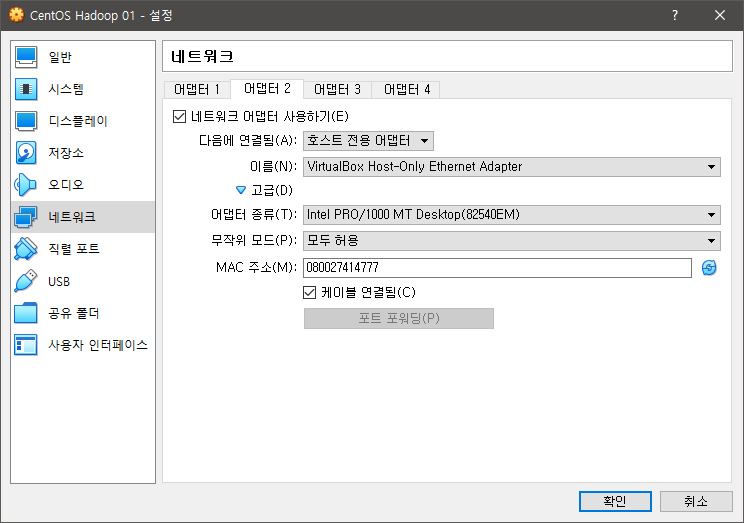 CentOS Hadoop 01 - 설정
일반
시스템
디스플레이
저장소
오디오
네트워크
직렬 포트
USB
공유 폴더
사용자 인터페이스
네트워크
어댑터 1 어댑터 2 어댑터 3 어댑터 4
네트워크 어댑터 사용하기(E)
다음에 연결됨(A): 호스트 전용 어댑터
이름(N): VirtualBox Host-Only Ethernet Adapter
고급(D)
어댑터 종류(T): Intel PRO/1000 MT Desktop(82540EM)
무작위 모드(P): 모두 허용
MAC 주소(M): 080027414777
케이블 연결됨(C)
포트 포워딩(P)
확인 취소